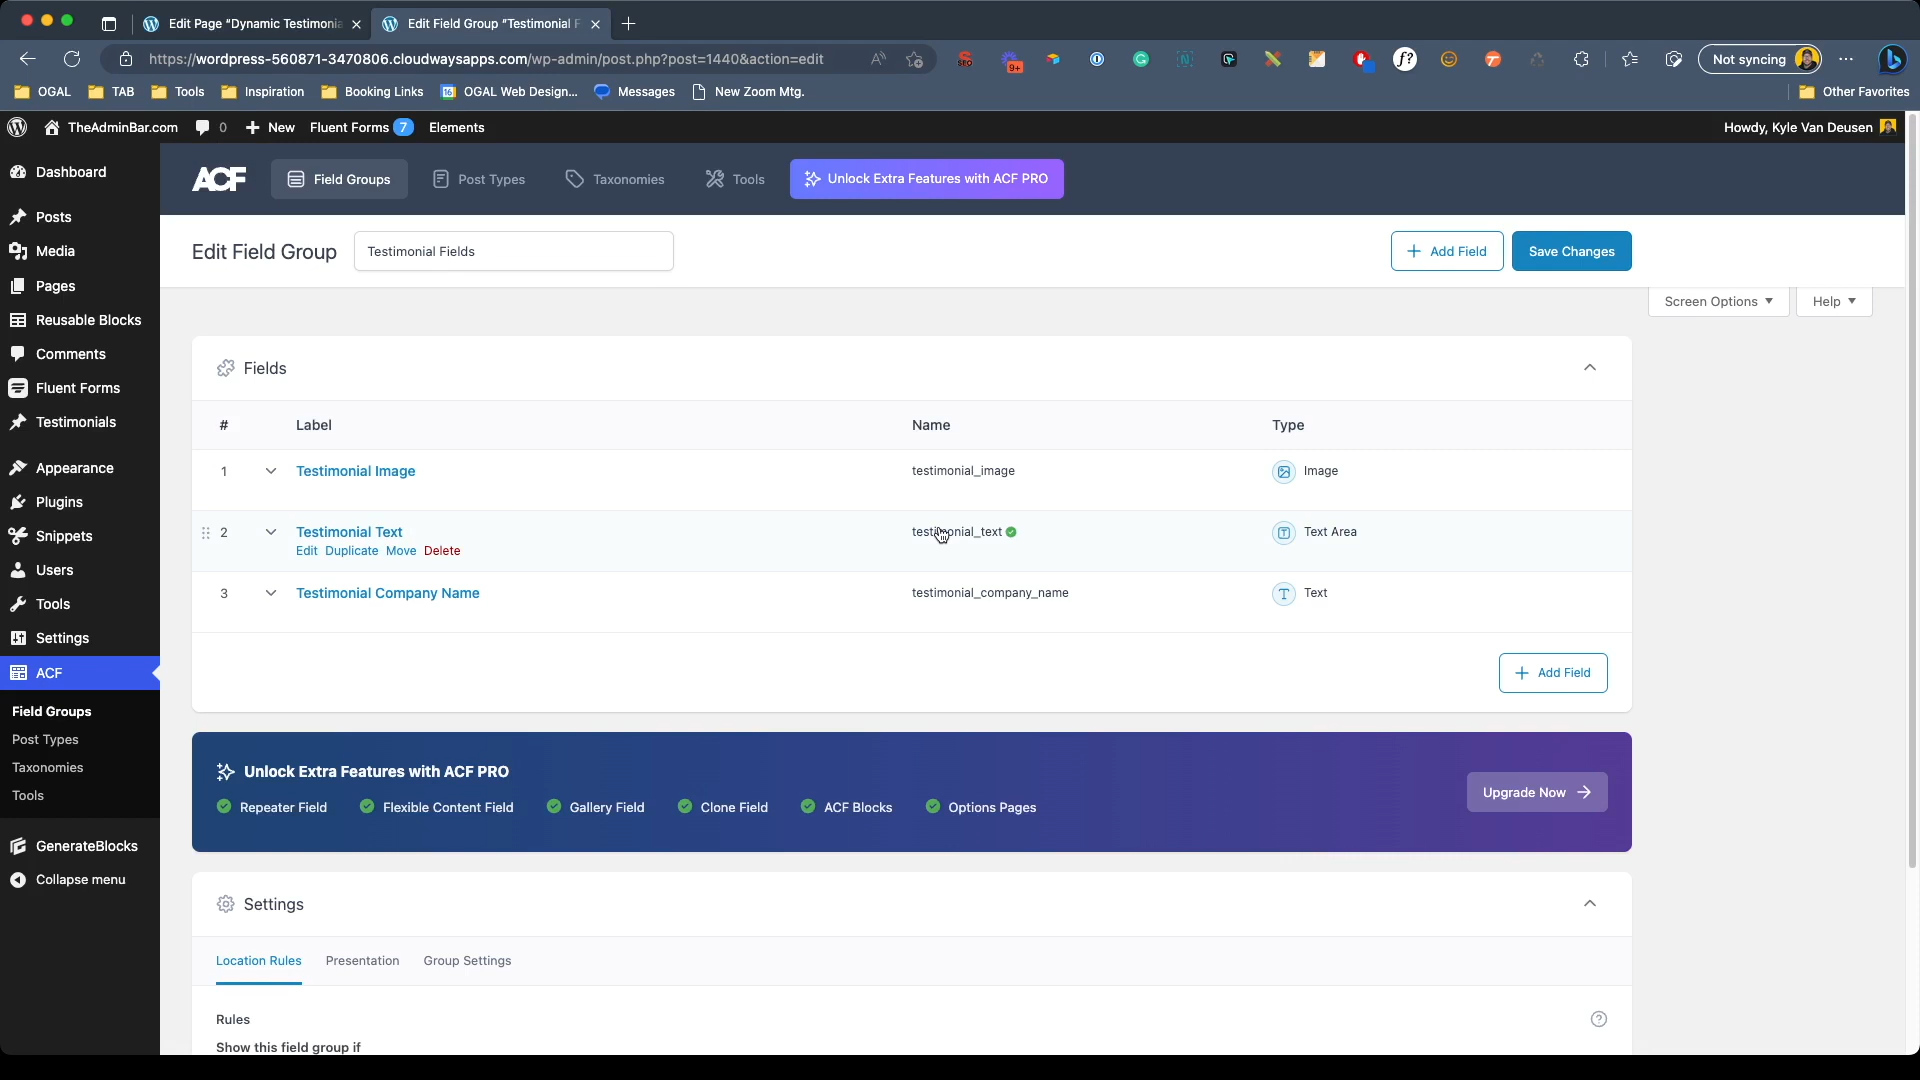 Edit Page "Dynamic Testimonia
Edit Field Group "Testimonial F
https://wordpress-560871-3470806.cloudwaysapps.com/wp-admin/post.php?post=1440&action=edit
SEO
9+
f?
Not syncing
OGAL
TAB
Tools
Inspiration
Booking Links
16
OGAL Web Design...
Messages
New Zoom Mtg.
Other Favorites
TheAdminBar.com
0
New
Fluent Forms 7
Elements
Howdy, Kyle Van Deusen
Dashboard
Posts
Media
Pages
Reusable Blocks
Comments
Fluent Forms
Testimonials
Appearance
Plugins
Snippets
Users
Tools
Settings
ACF
Field Groups
Post Types
Taxonomies
Tools
GenerateBlocks
Collapse menu
ACF
Field Groups
Post Types
Taxonomies
Tools
Unlock Extra Features with ACF PRO
Edit Field Group
Testimonial Fields
+ Add Field
Save Changes
Screen Options
Help
Fields
# Label Name Type
1 Testimonial Image testimonial_image Image
2 Testimonial Text testimonial_text Text Area
Edit Duplicate Move Delete
3 Testimonial Company Name testimonial_company_name Text
+ Add Field
Unlock Extra Features with ACF PRO
Repeater Field
Flexible Content Field
Gallery Field
Clone Field
ACF Blocks
Options Pages
Upgrade Now
Settings
Location Rules
Presentation
Group Settings
Rules
Show this field group if